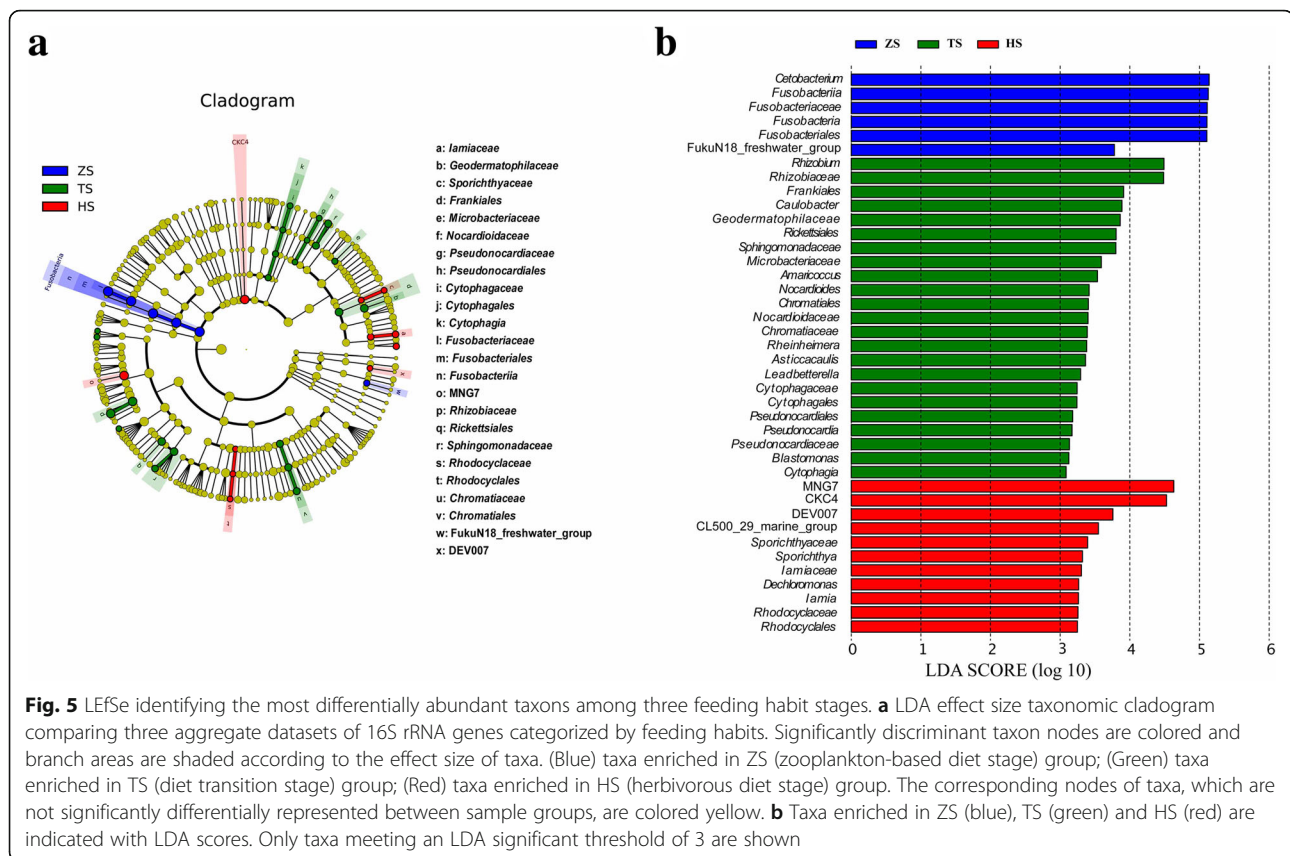 a
Cladogram
ZS
TS
HS
CKC4
Fusobacteria
n
m
k
j
h
g
p
o
q
r
s
t
u
v
x
w
a: Iamiaceae
b: Geodermatophilaceae
c: Sporichthyaceae
d: Frankiales
e: Microbacteriaceae
f: Nocardioidaceae
g: Pseudonocardiaceae
h: Pseudonocardiales
i: Cytophagaceae
j: Cytophagales
k: Cytophagia
l: Fusobacteriaceae
m: Fusobacteriales
n: Fusobacteriia
o: MNG7
p: Rhizobiaceae
q: Rickettsiales
r: Sphingomonadaceae
s: Rhodocyclaceae
t: Rhodocyclales
u: Chromatiaceae
v: Chromatiales
w: FukuN18_freshwater_group
x: DEV007
b
ZS TS HS
Cetobacterium
Fusobacteriia
Fusobacteriaceae
Fusobacteria
Fusobacteriales
FukuN18_freshwater_group
Rhizobium
Rhizobiaceae
Frankiales
Caulobacter
Geodermatophilaceae
Rickettsiales
Sphingomonadaceae
Microbacteriaceae
Amaricoccus
Nocardioides
Chromatiales
Nocardioidaceae
Chromatiaceae
Rheinheimera
Asticcacaulis
Leadbetterella
Cytophagaceae
Cytophagales
Pseudonocardiales
Pseudonocardia
Pseudonocardiaceae
Blastomonas
Cytophagia
MNG7
CKC4
DEV007
CL500_29_marine_group
Sporichthyaceae
Sporichthya
Iamiaceae
Dechloromonas
Iamia
Rhodocyclaceae
Rhodocyclales
0 1 2 3 4 5 6
LDA SCORE (log 10)
Fig. 5 LEfSe identifying the most differentially abundant taxons among three feeding habit stages. a LDA effect size taxonomic cladogram
comparing three aggregate datasets of 16S rRNA genes categorized by feeding habits. Significantly discriminant taxon nodes are colored and
branch areas are shaded according to the effect size of taxa. (Blue) taxa enriched in ZS (zooplankton-based diet stage) group; (Green) taxa
enriched in TS (diet transition stage) group; (Red) taxa enriched in HS (herbivorous diet stage) group. The corresponding nodes of taxa, which are
not significantly differentially represented between sample groups, are colored yellow. b Taxa enriched in ZS (blue), TS (green) and HS (red) are
indicated with LDA scores. Only taxa meeting an LDA significant threshold of 3 are shown